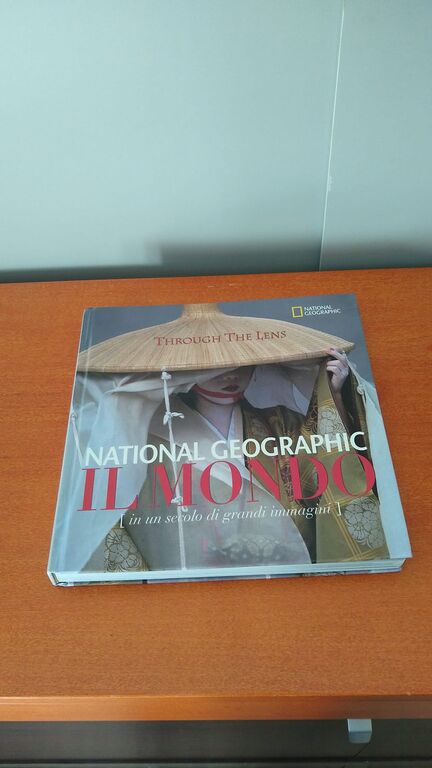 NATIONAL
GEOGRAPHIC
THROUGH THE LENS
NATIONAL GEOGRAPHIC
IL MONDO
[ in un secolo di grandi immagini ]